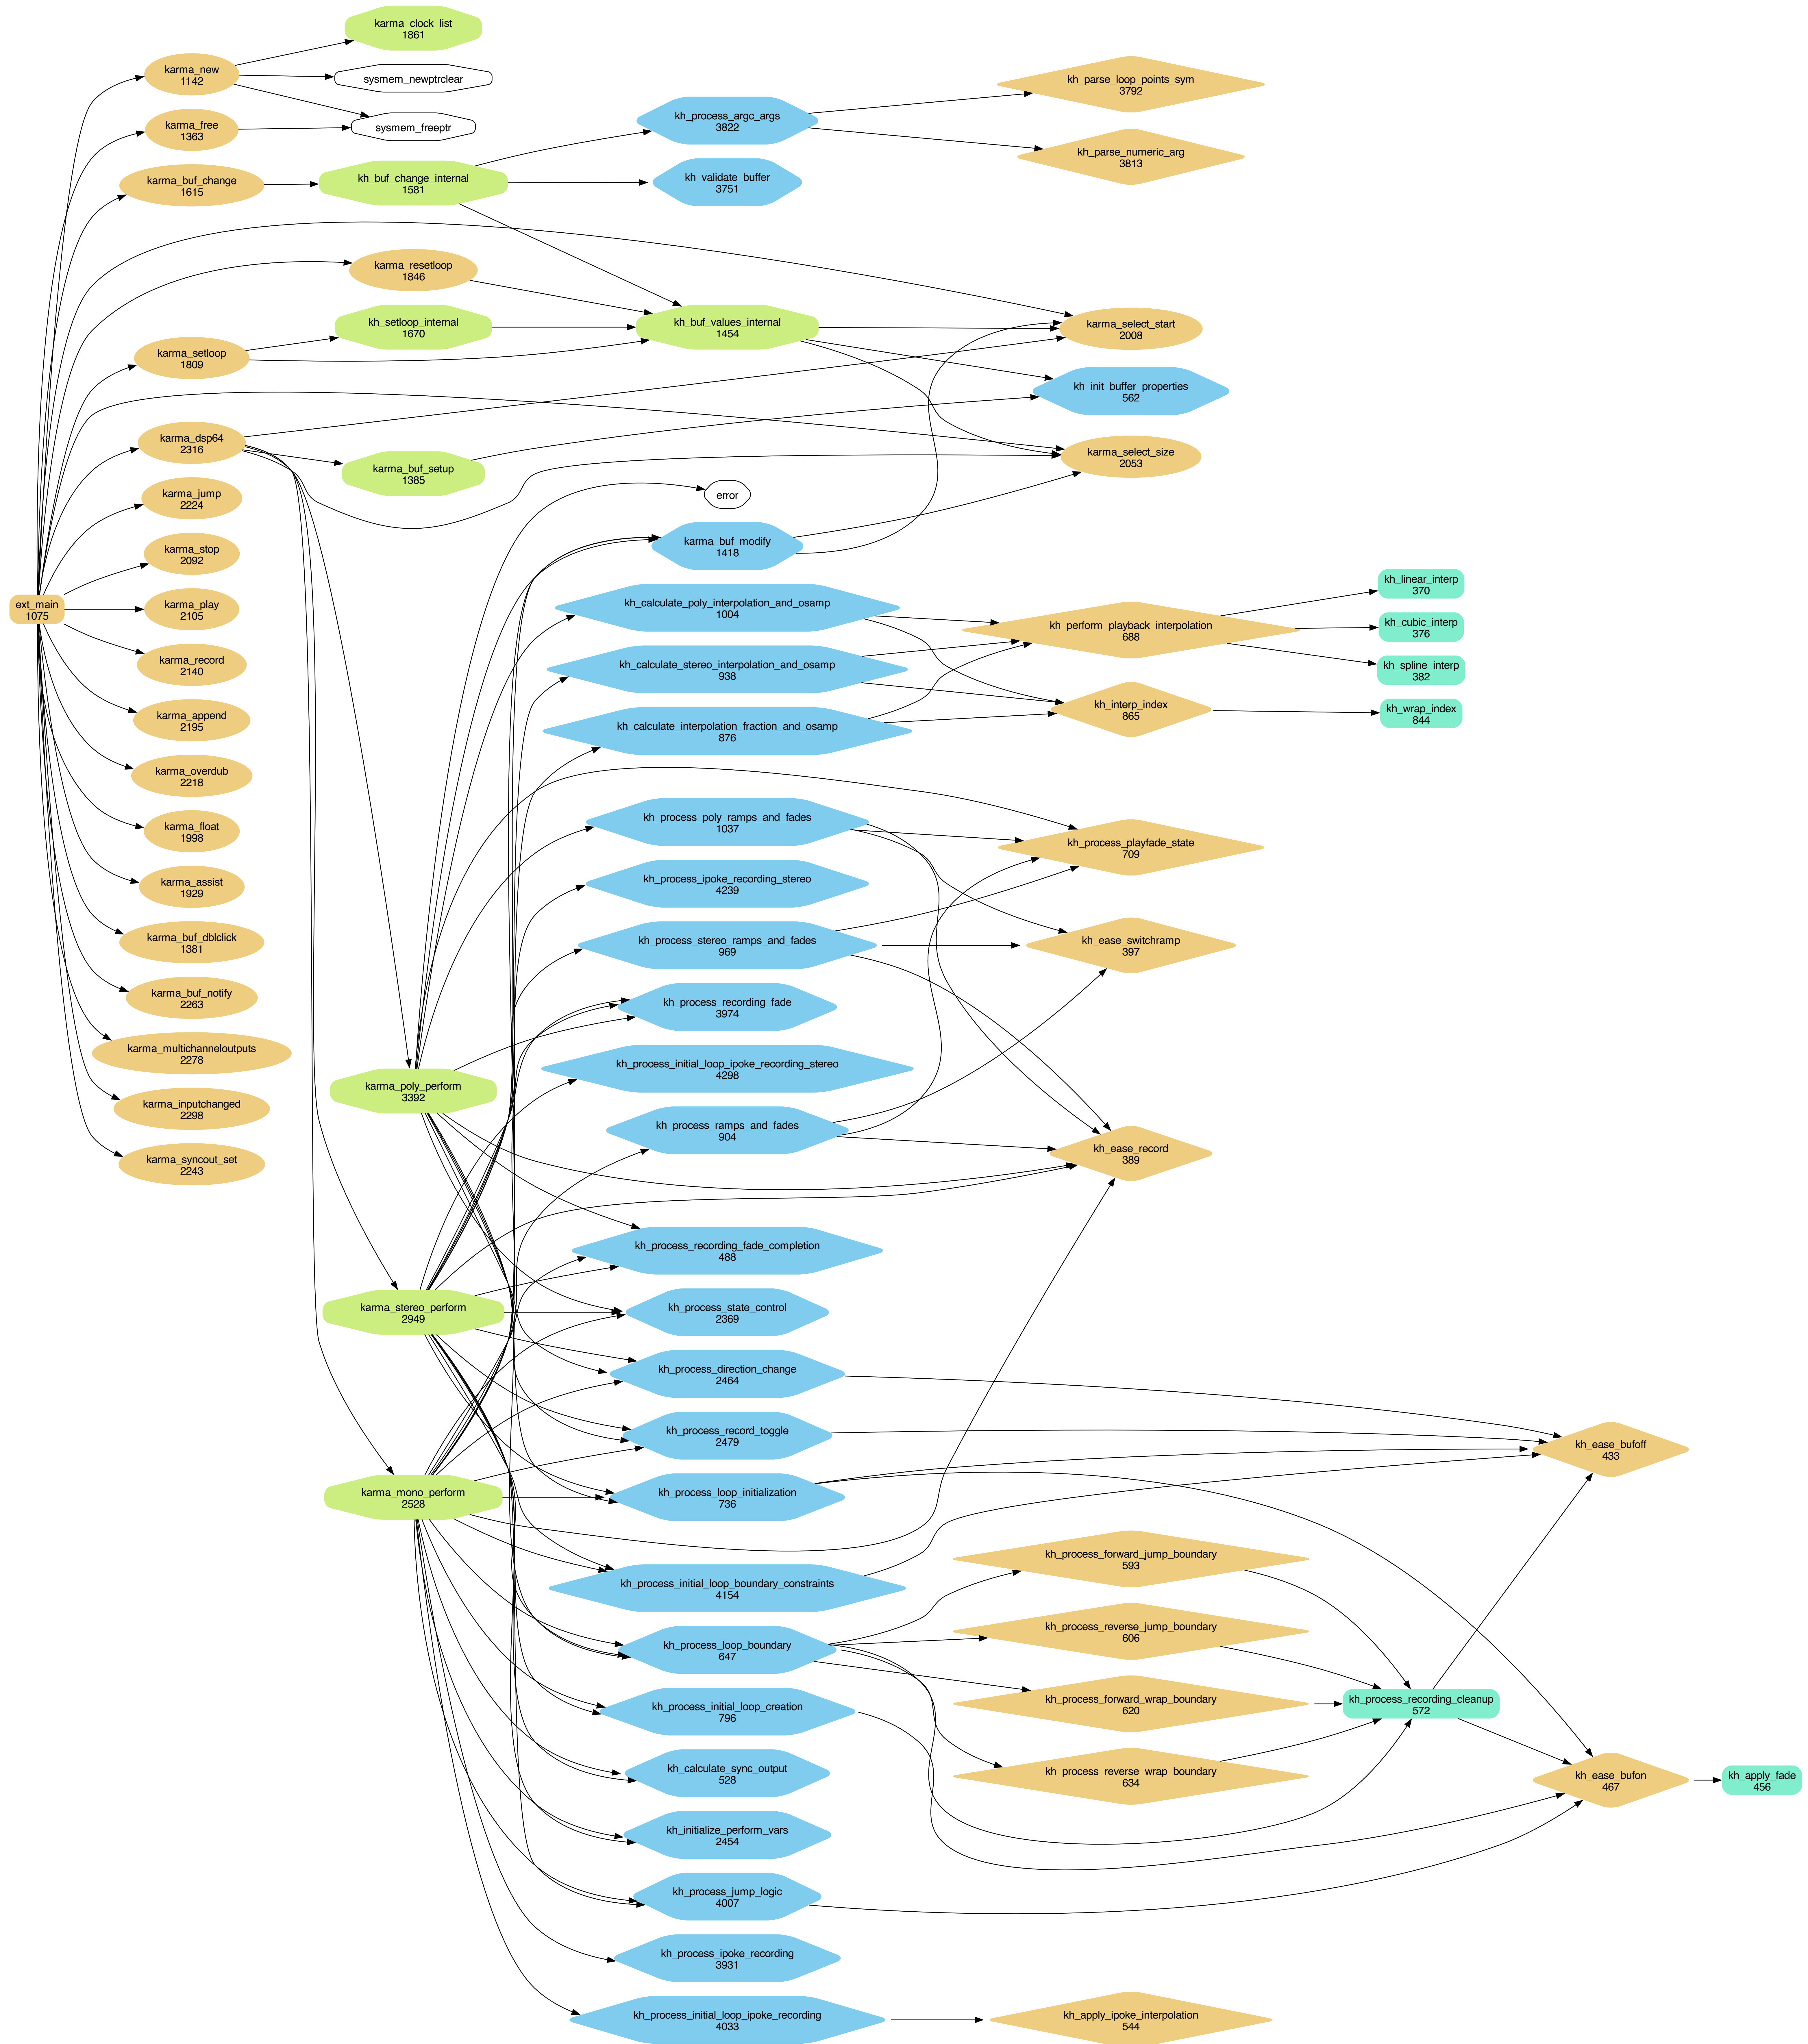 ext_main
1075
karma_new
1142
karma_free
1363
karma_buf_change
1615
karma_setloop
1809
karma_dsp64
2316
karma_jump
2224
karma_stop
2092
karma_play
2105
karma_record
2140
karma_append
2195
karma_overdub
2218
karma_float
1998
karma_assist
1929
karma_buf_dblclick
1381
karma_buf_notify
2263
karma_multichanneloutputs
2278
karma_inputchanged
2298
karma_syncout_set
2243
karma_clock_list
1861
sysmem_newptrclear
sysmem_freeptr
kh_buf_change_internal
1581
karma_resetloop
1846
kh_setloop_internal
1670
karma_buf_setup
1385
karma_poly_perform
3392
karma_stereo_perform
2949
karma_mono_perform
2528
kh_process_argc_args
3822
kh_validate_buffer
3751
kh_buf_values_internal
1454
error
karma_buf_modify
1418
kh_calculate_poly_interpolation_and_osamp
1004
kh_calculate_stereo_interpolation_and_osamp
938
kh_calculate_interpolation_fraction_and_osamp
876
kh_process_poly_ramps_and_fades
1037
kh_process_ipoke_recording_stereo
4239
kh_process_stereo_ramps_and_fades
969
kh_process_recording_fade
3974
kh_process_initial_loop_ipoke_recording_stereo
4298
kh_process_ramps_and_fades
904
kh_process_recording_fade_completion
488
kh_process_state_control
2369
kh_process_direction_change
2464
kh_process_record_toggle
2479
kh_process_loop_initialization
736
kh_process_initial_loop_boundary_constraints
4154
kh_process_loop_boundary
647
kh_process_initial_loop_creation
796
kh_calculate_sync_output
528
kh_initialize_perform_vars
2454
kh_process_jump_logic
4007
kh_process_ipoke_recording
3931
kh_process_initial_loop_ipoke_recording
4033
kh_parse_loop_points_sym
3792
kh_parse_numeric_arg
3813
karma_select_start
2008
kh_init_buffer_properties
562
karma_select_size
2053
kh_perform_playback_interpolation
688
kh_interp_index
865
kh_process_playfade_state
709
kh_ease_switchramp
397
kh_ease_record
389
kh_process_forward_jump_boundary
593
kh_process_reverse_jump_boundary
606
kh_process_forward_wrap_boundary
620
kh_process_reverse_wrap_boundary
634
kh_apply_ipoke_interpolation
544
kh_linear_interp
370
kh_cubic_interp
376
kh_spline_interp
382
kh_wrap_index
844
kh_process_recording_cleanup
572
kh_ease_bufoff
433
kh_ease_bufon
467
kh_apply_fade
456